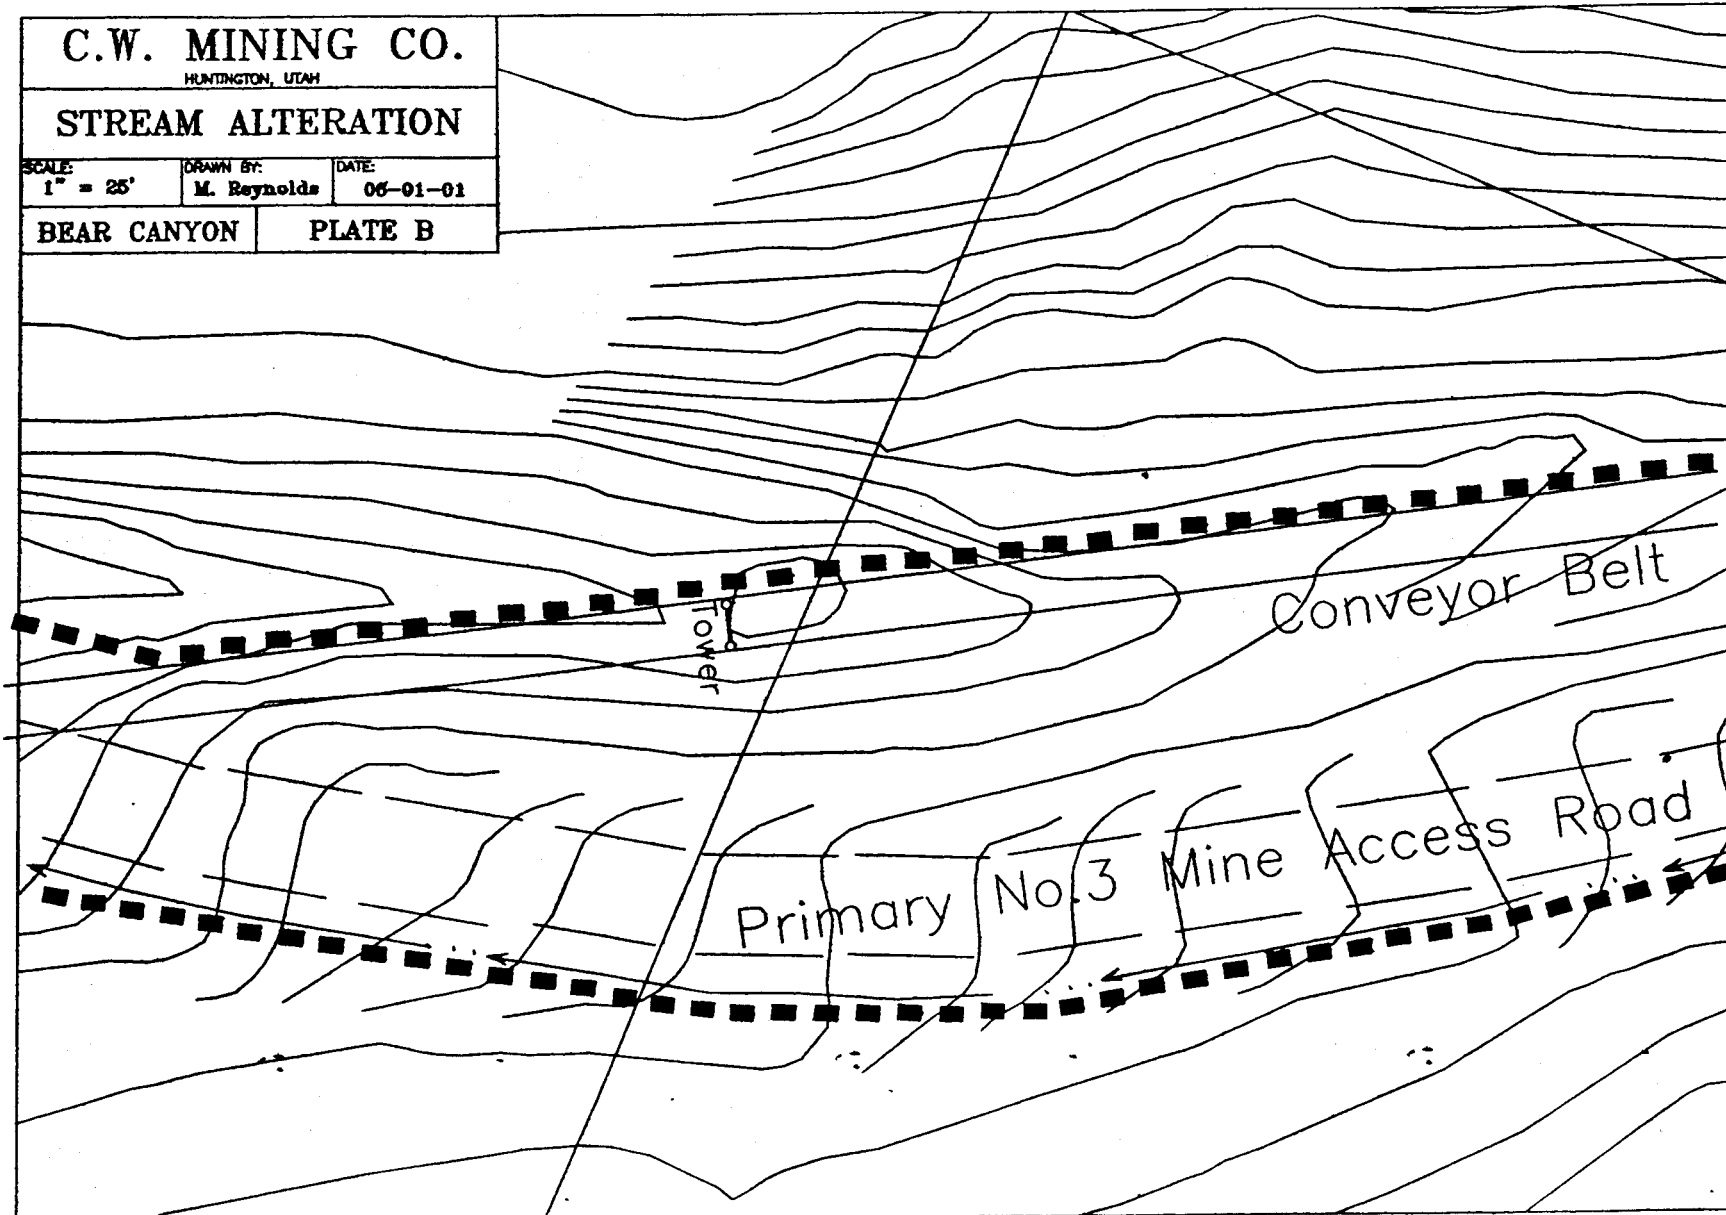 C.W. MINING CO.
HUNTINGTON, UTAH
STREAM ALTERATION
SCALE: DRAWN BY: DATE:
1" = 25' M. Reynolds 06-01-01
BEAR CANYON PLATE B
Conveyor Belt
Tower
Primary No.3 Mine Access Road